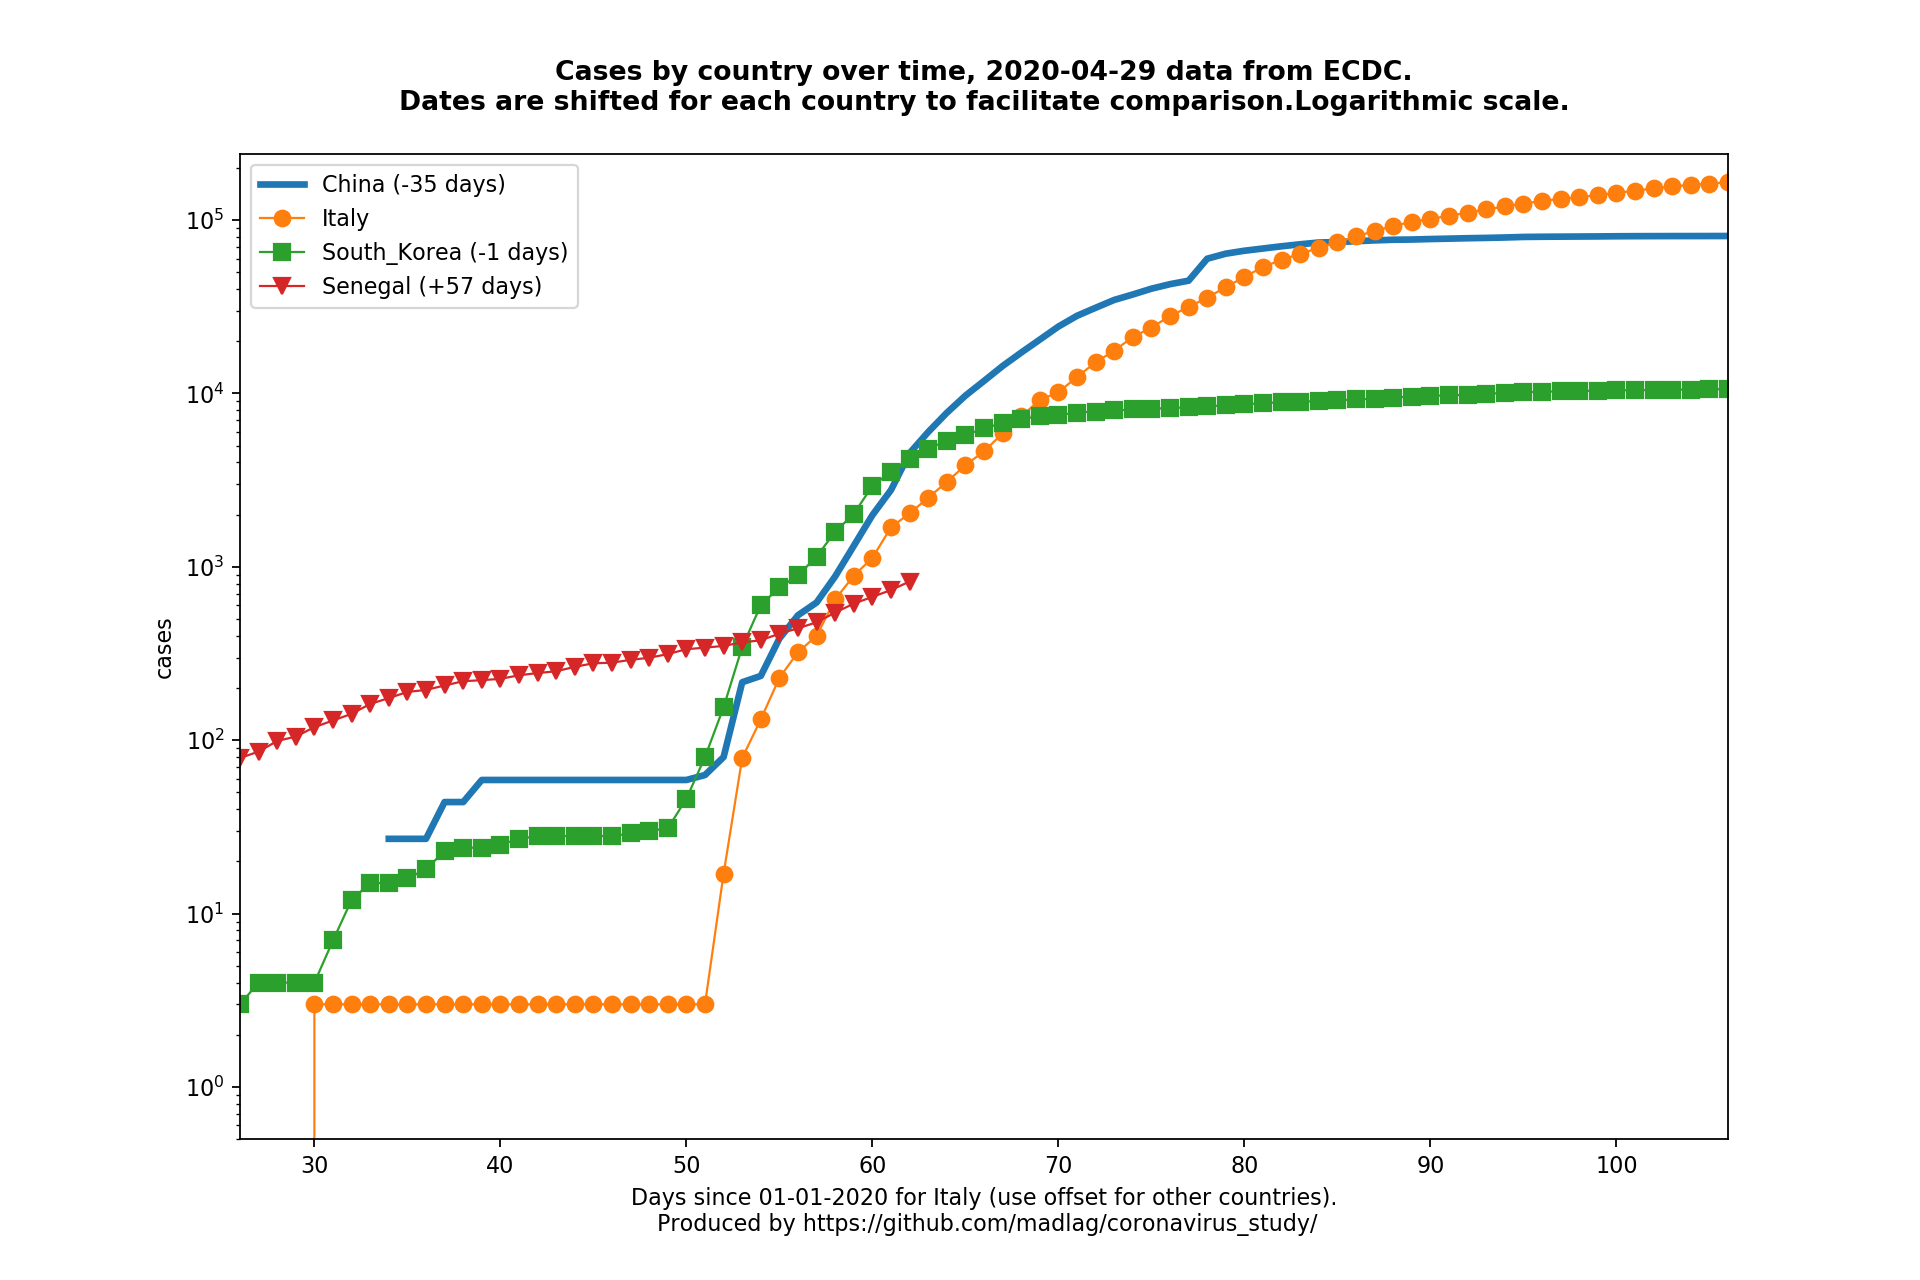 Cases by country over time, 2020-04-29 data from ECDC.
Dates are shifted for each country to facilitate comparison.Logarithmic scale.
China (-35 days)
Italy
South_Korea (-1 days)
Senegal (+57 days)
10^5
10^4
10^3
10^2
10^1
10^0
cases
30 40 50 60 70 80 90 100
Days since 01-01-2020 for Italy (use offset for other countries).
Produced by https://github.com/madlag/coronavirus_study/